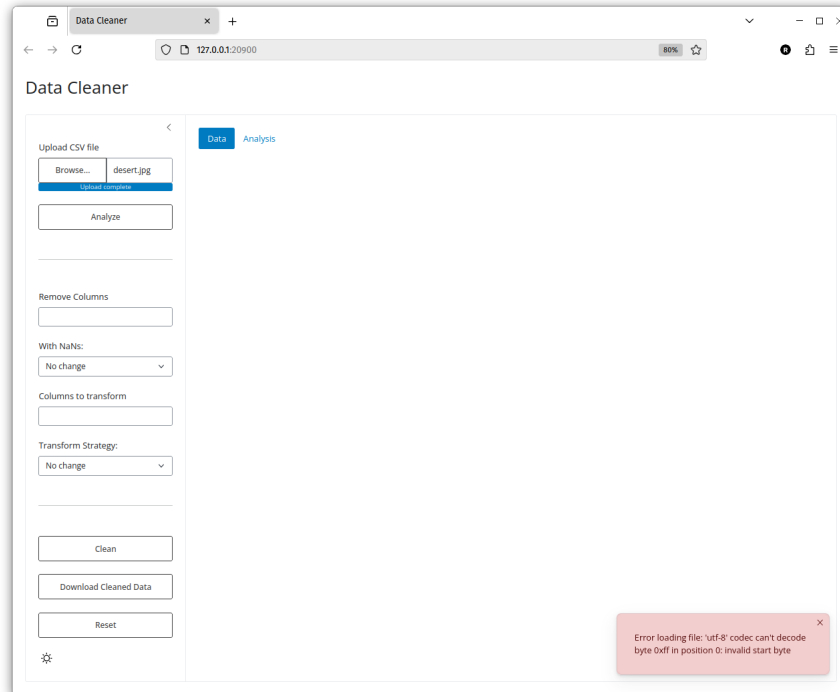 Data Cleaner
127.0.0.1:20900
80%
R
Data Cleaner
Upload CSV file
Browse... desert.jpg
Upload complete
Analyze
Remove Columns
With NaNs:
No change
Columns to transform
Transform Strategy:
No change
Clean
Download Cleaned Data
Reset
Data Analysis
Error loading file: 'utf-8' codec can't decode
byte 0xff in position 0: invalid start byte